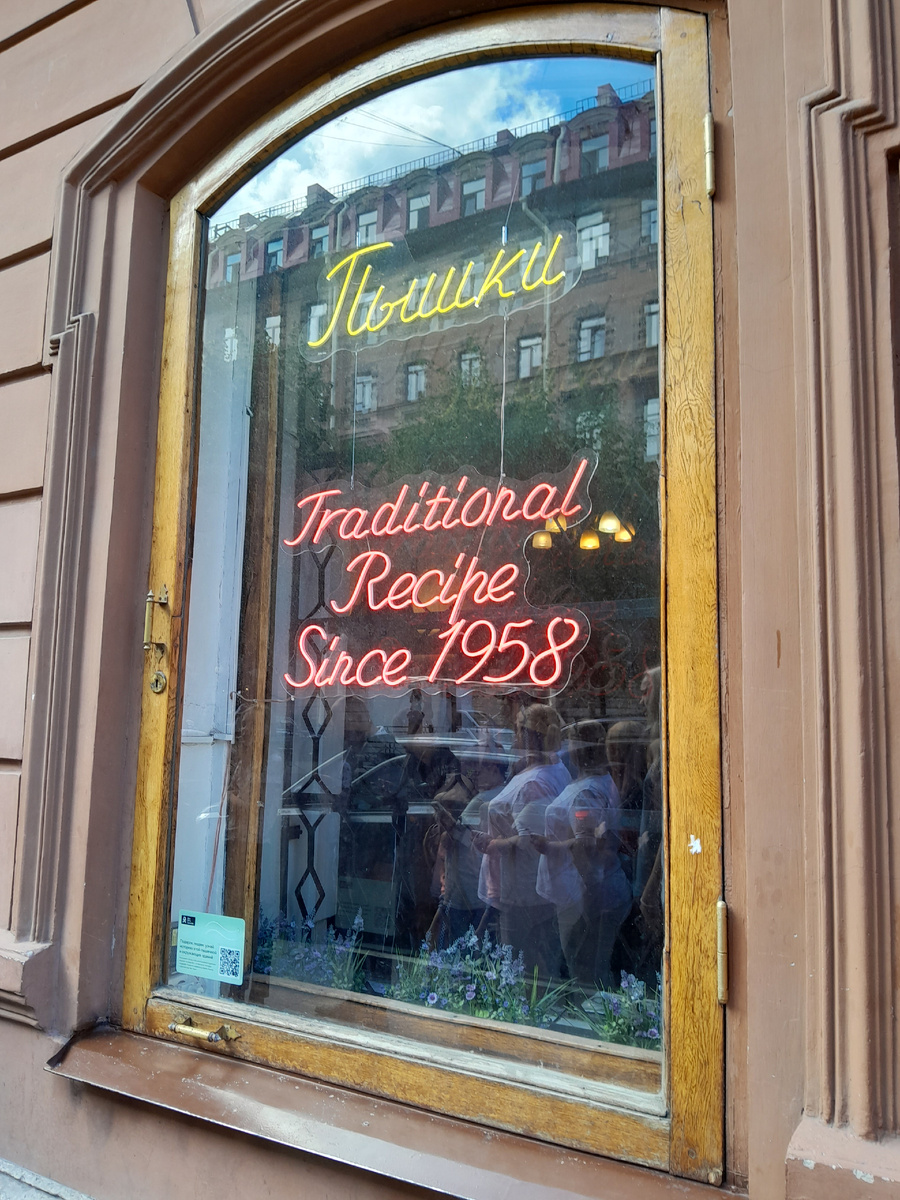 Пышки
Traditional
Recipe
Since 1958